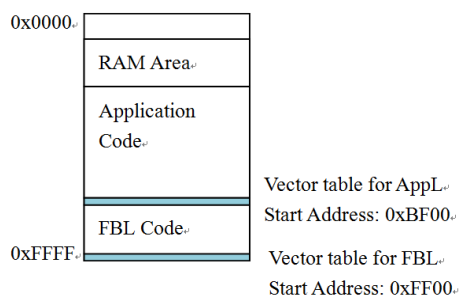 0x0000
RAM Area
Application
Code
Vector table for AppL
Start Address: 0xBF00
FBL Code
0xFFFF
Vector table for FBL
Start Address: 0xFF00